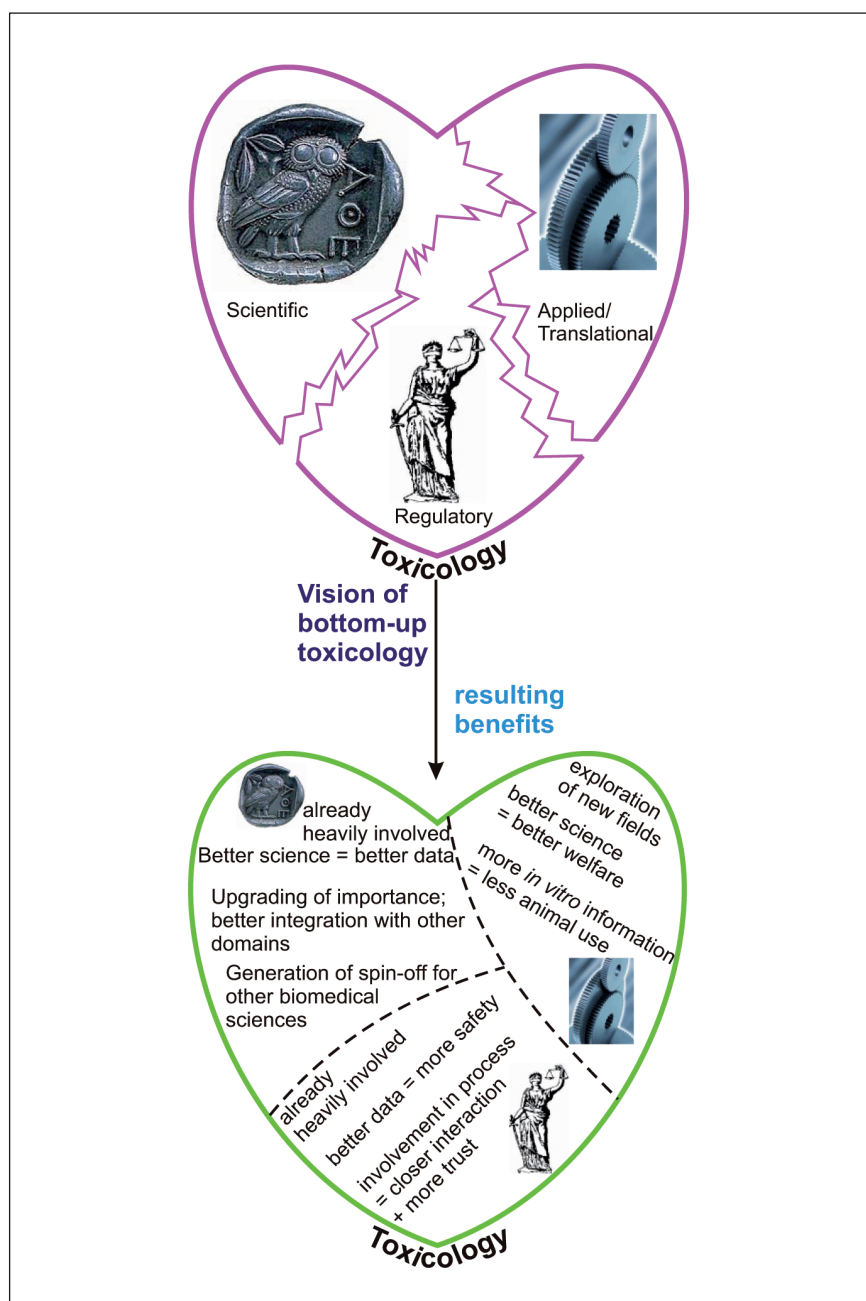 Scientific
Applied/
Translational
Regulatory
Toxicology
Vision of
bottom-up
toxicology
resulting
benefits
already
heavily involved
Better science = better data
Upgrading of importance;
better integration with other
domains
Generation of spin-off for
other biomedical
sciences
exploration
of new fields
better science
= better welfare
more in vitro information
= less animal use
already
heavily involved
better data = more safety
involvement in process
= closer interaction
+ more trust
Toxicology